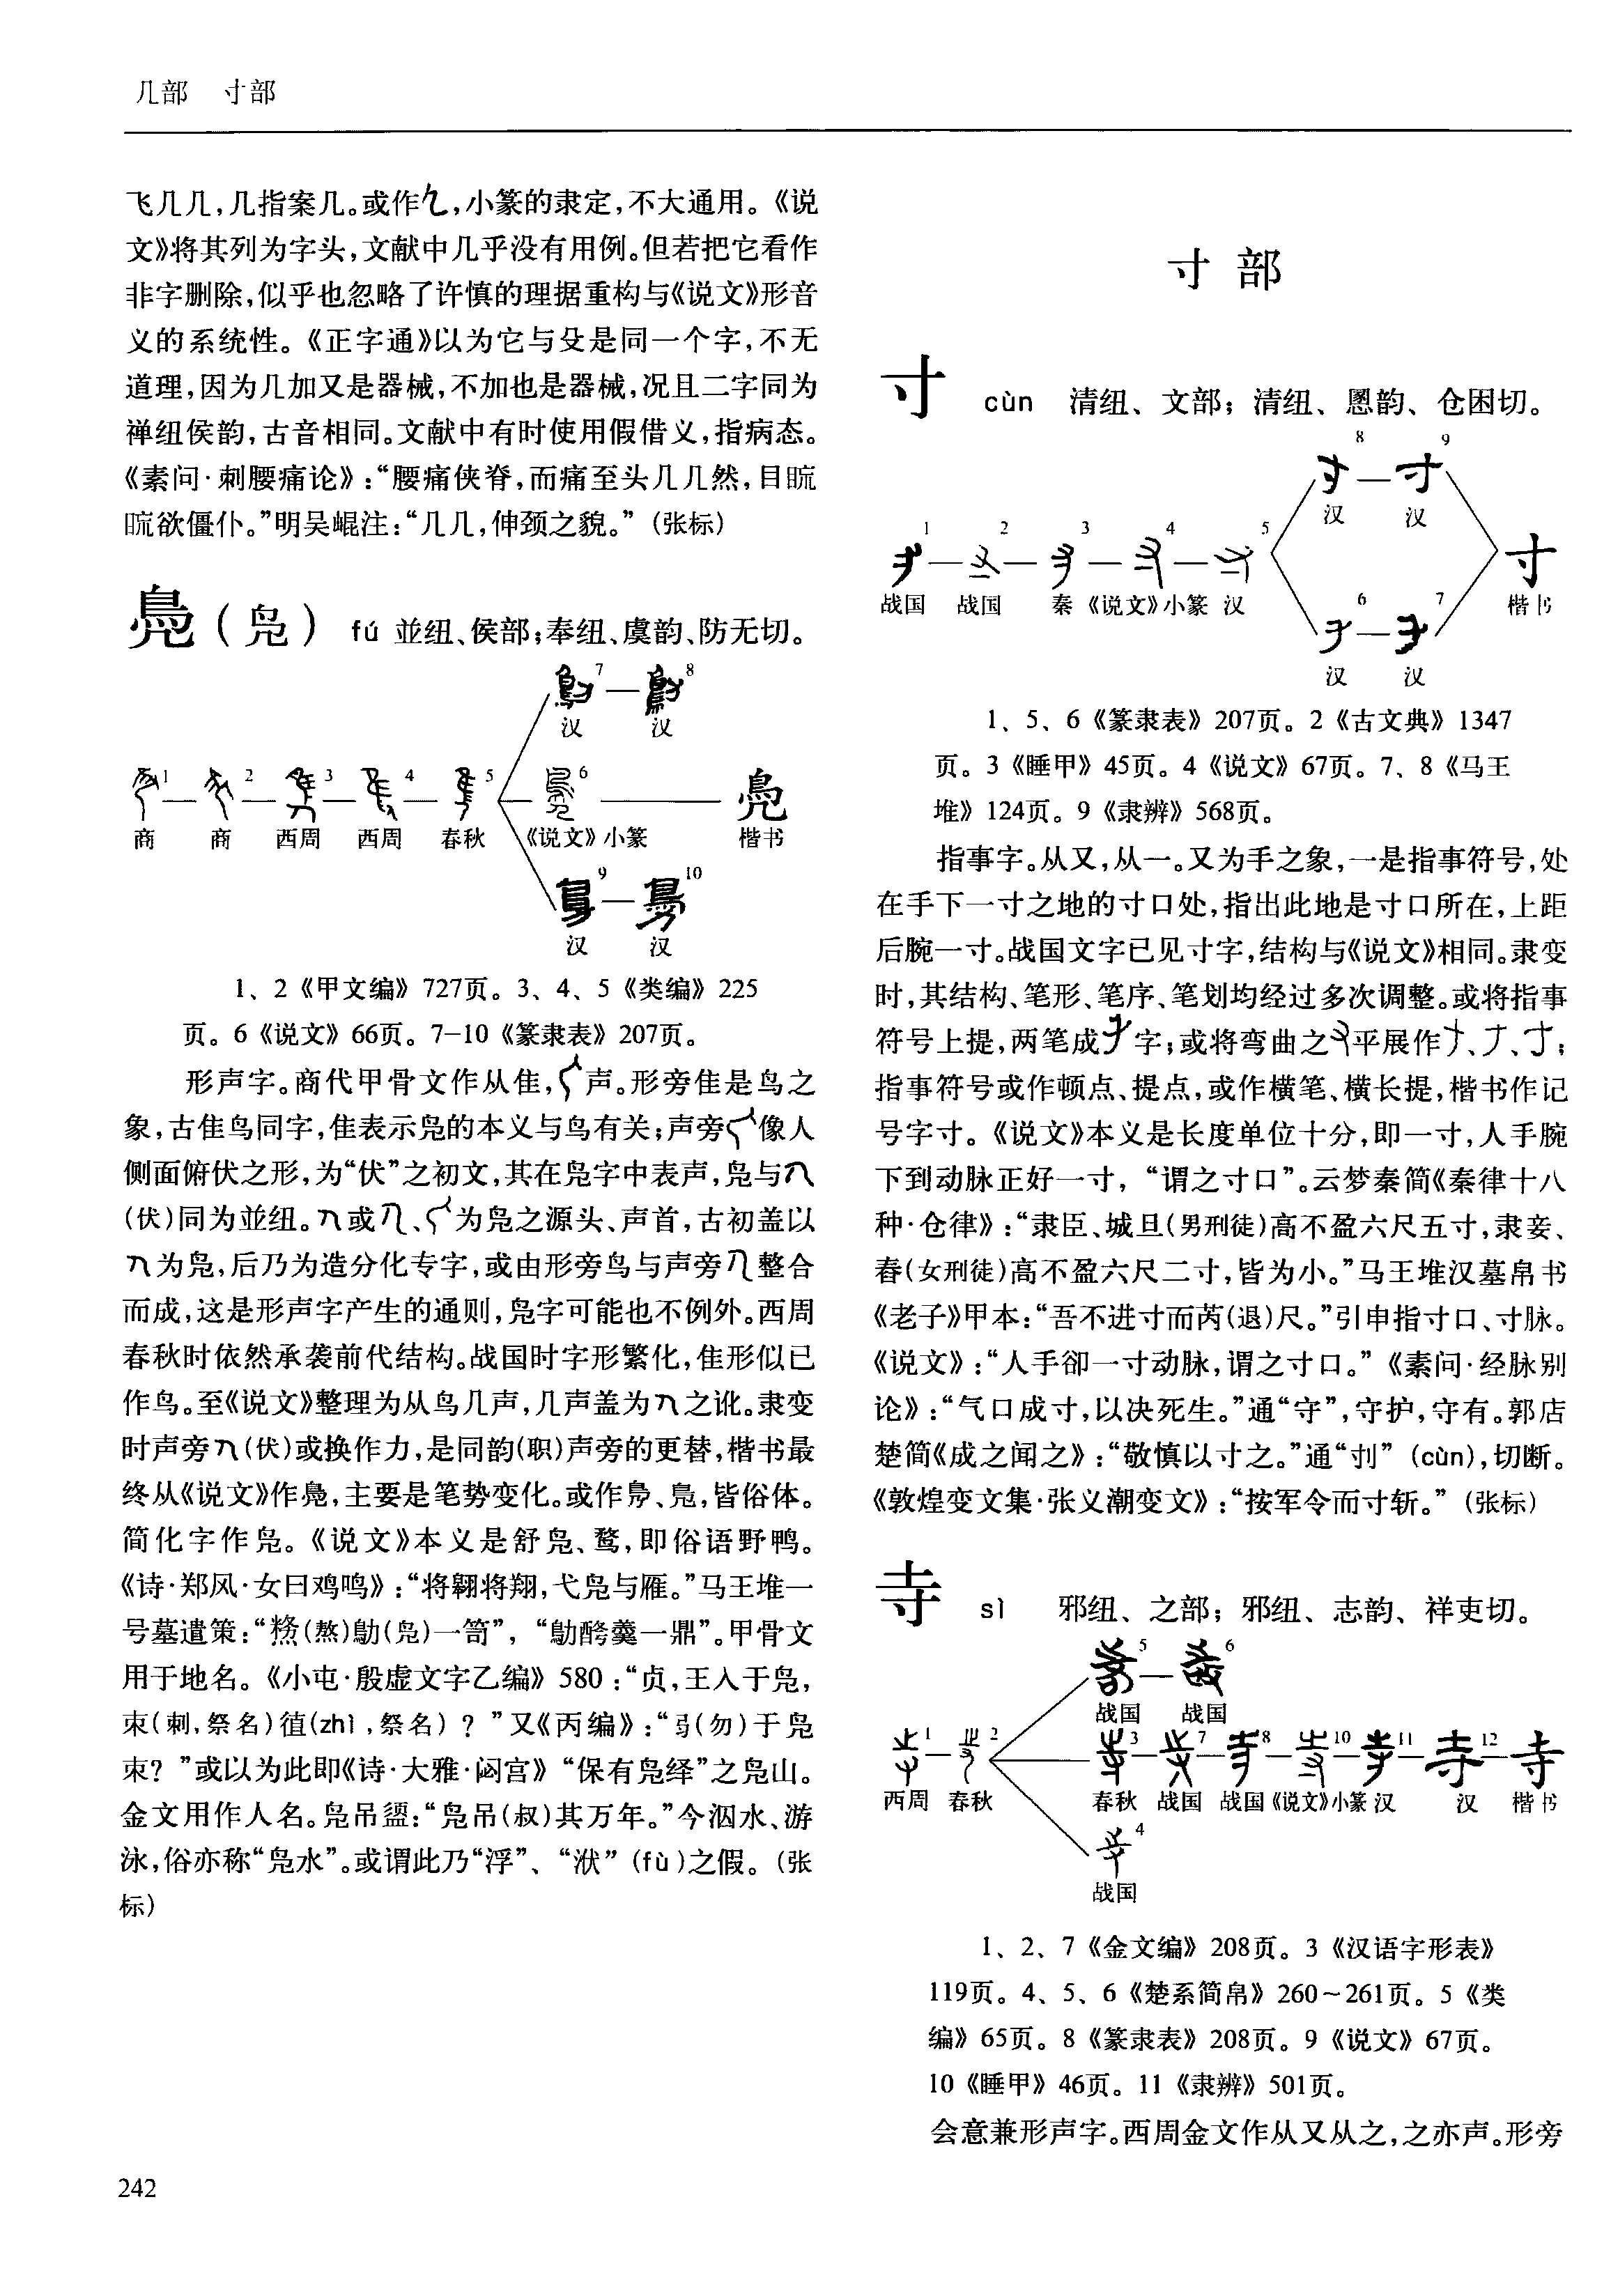 几部　寸部
飞几几,几指案几。或作,小篆的隶定,不大通用。《说
文》将其列为字头,文献中几乎没有用例。但若把它看作
非字删除,似乎也忽略了许慎的理据重构与《说文》形音
义的系统性。《正字通》以为它与殳是同一个字,不无
道理,因为几加又是器械,不加也是器械,况且二字同为
禅纽侯韵,古音相同。文献中有时使用假借义,指病态。
《素问·刺腰痛论》:“腰痛侠脊,而痛至头几几然,目䀮
䀮欲僵仆。”明吴崐注:“几几,伸颈之貌。”(张标)
鳧(凫) fú 並纽、侯部;奉纽、虞韵、防无切。
7 8
汉 汉
1 2 3 4 5 6 鳧
商 商 西周 西周 春秋 《说文》小篆 楷书
9 10
汉 汉
1、2《甲文编》727页。3、4、5《类编》225
页。6《说文》66页。7-10《篆隶表》207页。
形声字。商代甲骨文作从隹,声。形旁隹是鸟之
象,古隹鸟同字,隹表示凫的本义与鸟有关;声旁像人
侧面俯伏之形,为“伏”之初文,其在凫字中表声,凫与
(伏)同为並纽。或、为凫之源头、声首,古初盖以
为凫,后乃为造分化专字,或由形旁鸟与声旁整合
而成,这是形声字产生的通则,凫字可能也不例外。西周
春秋时依然承袭前代结构。战国时字形繁化,隹形似已
作鸟。至《说文》整理为从鸟几声,几声盖为之讹。隶变
时声旁(伏)或换作力,是同韵(职)声旁的更替,楷书最
终从《说文》作鳧,主要是笔势变化。或作、,皆俗体。
简化字作凫。《说文》本义是舒凫、鹜,即俗语野鸭。
《诗·郑风·女曰鸡鸣》:“将翱将翔,弋凫与雁。”马王堆一
号墓遣策:“(熬)(凫)一笥”,“羹一鼎”。甲骨文
用于地名。《小屯·殷虚文字乙编》580:“贞,王入于凫,
朿(刺,祭名)徝(zhì,祭名)?”又《丙编》:“(勿)于凫
朿?”或以为此即《诗·大雅·閟宫》“保有凫绎”之凫山。
金文用作人名。凫吊盨:“凫吊(叔)其万年。”今泅水、游
泳,俗亦称“凫水”。或谓此乃“浮”、“洑”(fù)之假。(张
标)
寸部
寸 cùn 清纽、文部;清纽、慁韵、仓困切。
8 9
汉 汉
1 2 3 4 5 寸
战国 战国 秦 《说文》小篆 汉 楷书
6 7
汉 汉
1、5、6《篆隶表》207页。2《古文典》1347
页。3《睡甲》45页。4《说文》67页。7、8《马王
堆》124页。9《隶辨》568页。
指事字。从又,从一。又为手之象,一是指事符号,处
在手下一寸之地的寸口处,指出此地是寸口所在,上距
后腕一寸。战国文字已见寸字,结构与《说文》相同。隶变
时,其结构、笔形、笔序、笔划均经过多次调整。或将指事
符号上提,两笔成字;或将弯曲之平展作、、;
指事符号或作顿点、提点,或作横笔、横长提,楷书作记
号字寸。《说文》本义是长度单位十分,即一寸,人手腕
下到动脉正好一寸,“谓之寸口”。云梦秦简《秦律十八
种·仓律》:“隶臣、城旦(男刑徒)高不盈六尺五寸,隶妾、
舂(女刑徒)高不盈六尺二寸,皆为小。”马王堆汉墓帛书
《老子》甲本:“吾不进寸而芮(退)尺。”引申指寸口、寸脉。
《说文》:“人手卻一寸动脉,谓之寸口。”《素问·经脉别
论》:“气口成寸,以决死生。”通“守”,守护,守有。郭店
楚简《成之闻之》:“敬慎以寸之。”通“刌”(cùn),切断。
《敦煌变文集·张义潮变文》:“按军令而寸斩。”(张标)
寺 sì 邪纽、之部;邪纽、志韵、祥吏切。
5 6
战国 战国
1 2 3 7 8 10 11 12 寺
西周 春秋 春秋 战国 战国 《说文》小篆 汉 汉 楷书
4
战国
1、2、7《金文编》208页。3《汉语字形表》
119页。4、5、6《楚系简帛》260~261页。5《类
编》65页。8《篆隶表》208页。9《说文》67页。
10《睡甲》46页。11《隶辨》501页。
会意兼形声字。西周金文作从又从之,之亦声。形旁
242